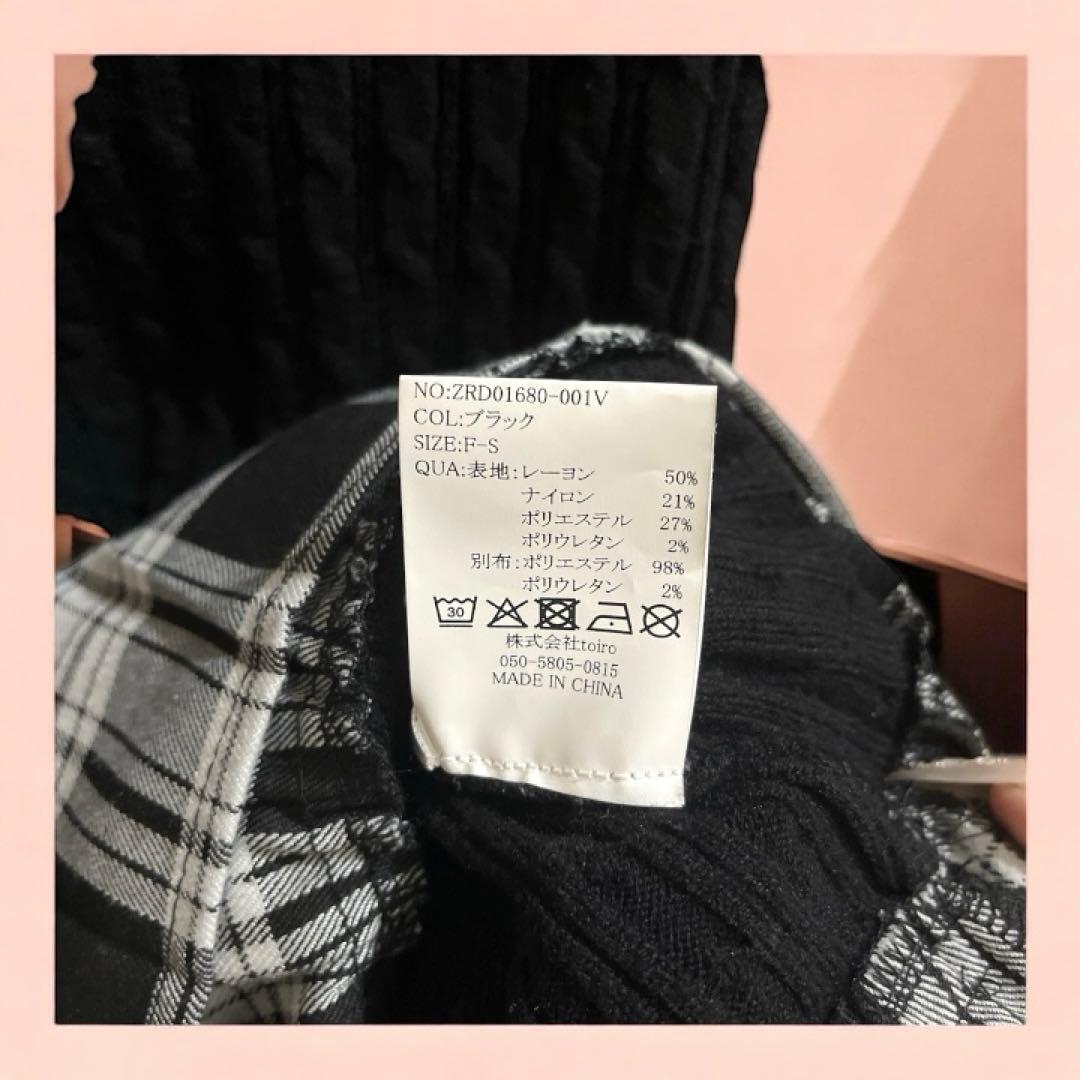 NO:ZRD01680-001V
COL:ブラック
SIZE:F-S
QUA:表地:レーヨン 50%
ナイロン 21%
ポリエステル 27%
ポリウレタン 2%
別布:ポリエステル 98%
ポリウレタン 2%
30
株式会社toiro
050-5805-0815
MADE IN CHINA